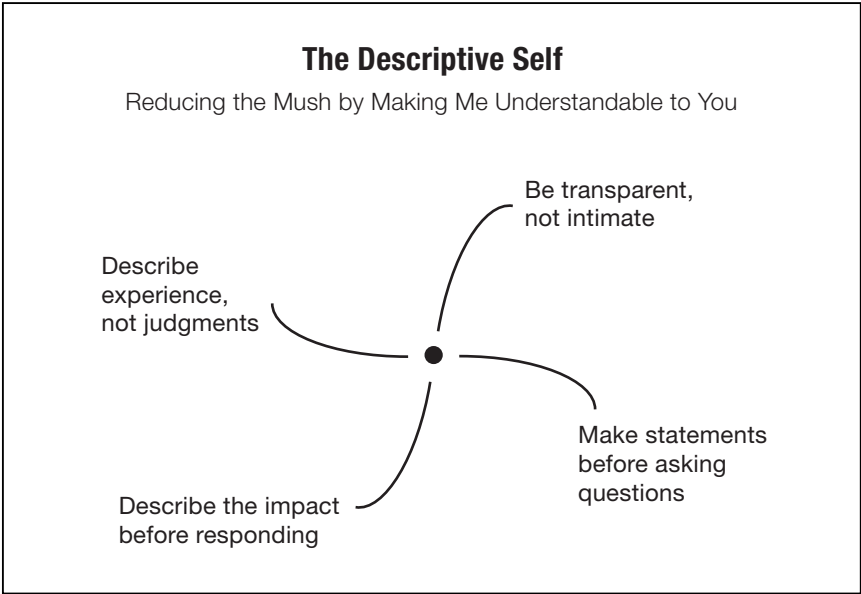 The Descriptive Self
Reducing the Mush by Making Me Understandable to You
Be transparent,
not intimate
Describe
experience,
not judgments
Make statements
before asking
questions
Describe the impact
before responding